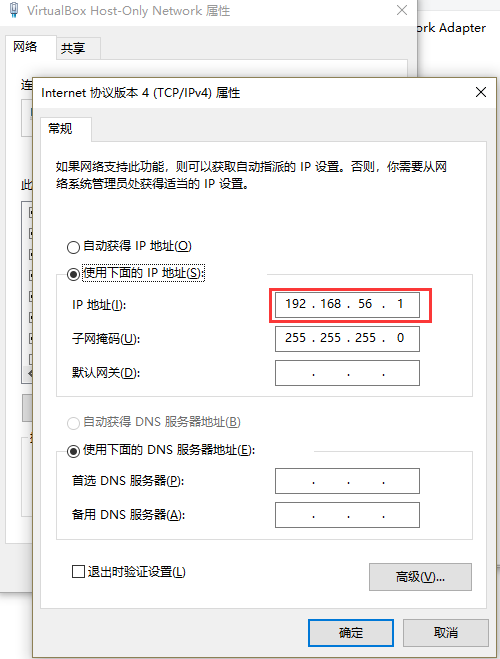 VirtualBox Host-Only Network 属性
ork Adapter
网络
共享
连
此
Internet 协议版本 4 (TCP/IPv4) 属性
常规
如果网络支持此功能，则可以获取自动指派的 IP 设置。否则，你需要从网
络系统管理员处获得适当的 IP 设置。
自动获得 IP 地址(O)
使用下面的 IP 地址(S):
IP 地址(I):
192 . 168 . 56 . 1
子网掩码(U):
255 . 255 . 255 . 0
默认网关(D):
. . .
自动获得 DNS 服务器地址(B)
使用下面的 DNS 服务器地址(E):
首选 DNS 服务器(P):
. . .
备用 DNS 服务器(A):
. . .
退出时验证设置(L)
高级(V)...
确定
取消